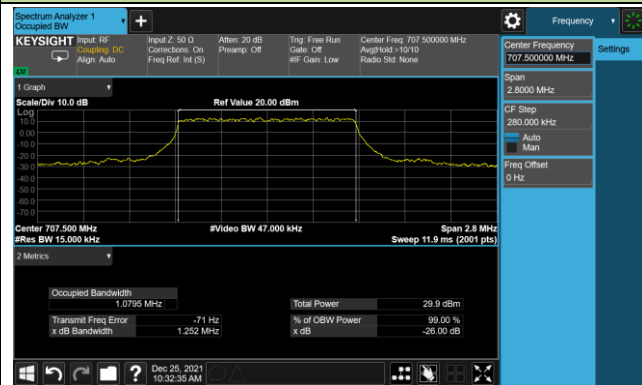 Spectrum Analyzer 1
Occupied BW
Frequency
KEYSIGHT
Input: RF
Coupling: DC
Align: Auto
Input Z: 50 Ω
Corrections: On
Freq Ref: Int (S)
Atten: 20 dB
Preamp: Off
Trig: Free Run
Gate: Off
#IF Gain: Low
Center Freq: 707.500000 MHz
Avg|Hold:>10/10
Radio Std: None
Center Frequency
707.500000 MHz
Settings
Span
2.8000 MHz
CF Step
280.000 kHz
Auto
Man
Freq Offset
0 Hz
1 Graph
Scale/Div 10.0 dB
Ref Value 20.00 dBm
Log
10.0
0.00
-10.0
-20.0
-30.0
-40.0
-50.0
-60.0
-70.0
Center 707.500 MHz
#Video BW 47.000 kHz
Span 2.8 MHz
#Res BW 15.000 kHz
Sweep 11.9 ms (2001 pts)
2 Metrics
Occupied Bandwidth
1.0795 MHz
Total Power
29.9 dBm
Transmit Freq Error
-71 Hz
% of OBW Power
99.00 %
x dB Bandwidth
1.252 MHz
x dB
-26.00 dB
Dec 25, 2021
10:32:35 AM